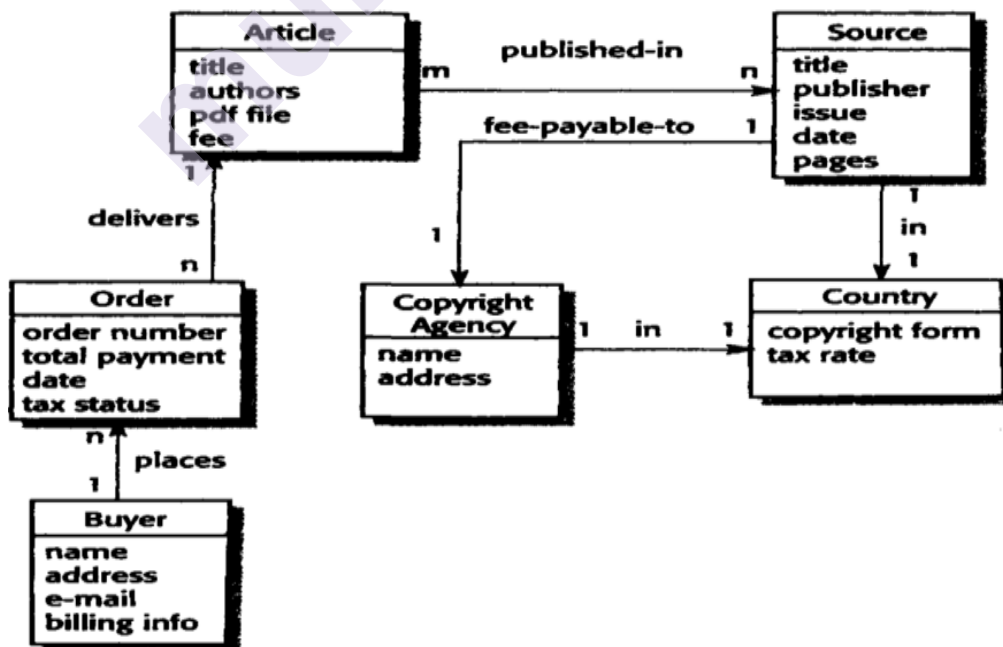 Article
title
authors
pdf file
fee
published-in
m
n
Source
title
publisher
issue
date
pages
fee-payable-to
1
1
1
in
1
delivers
1
n
Order
order number
total payment
date
tax status
Copyright
Agency
name
address
1 in 1
Country
copyright form
tax rate
n
places
1
Buyer
name
address
e-mail
billing info